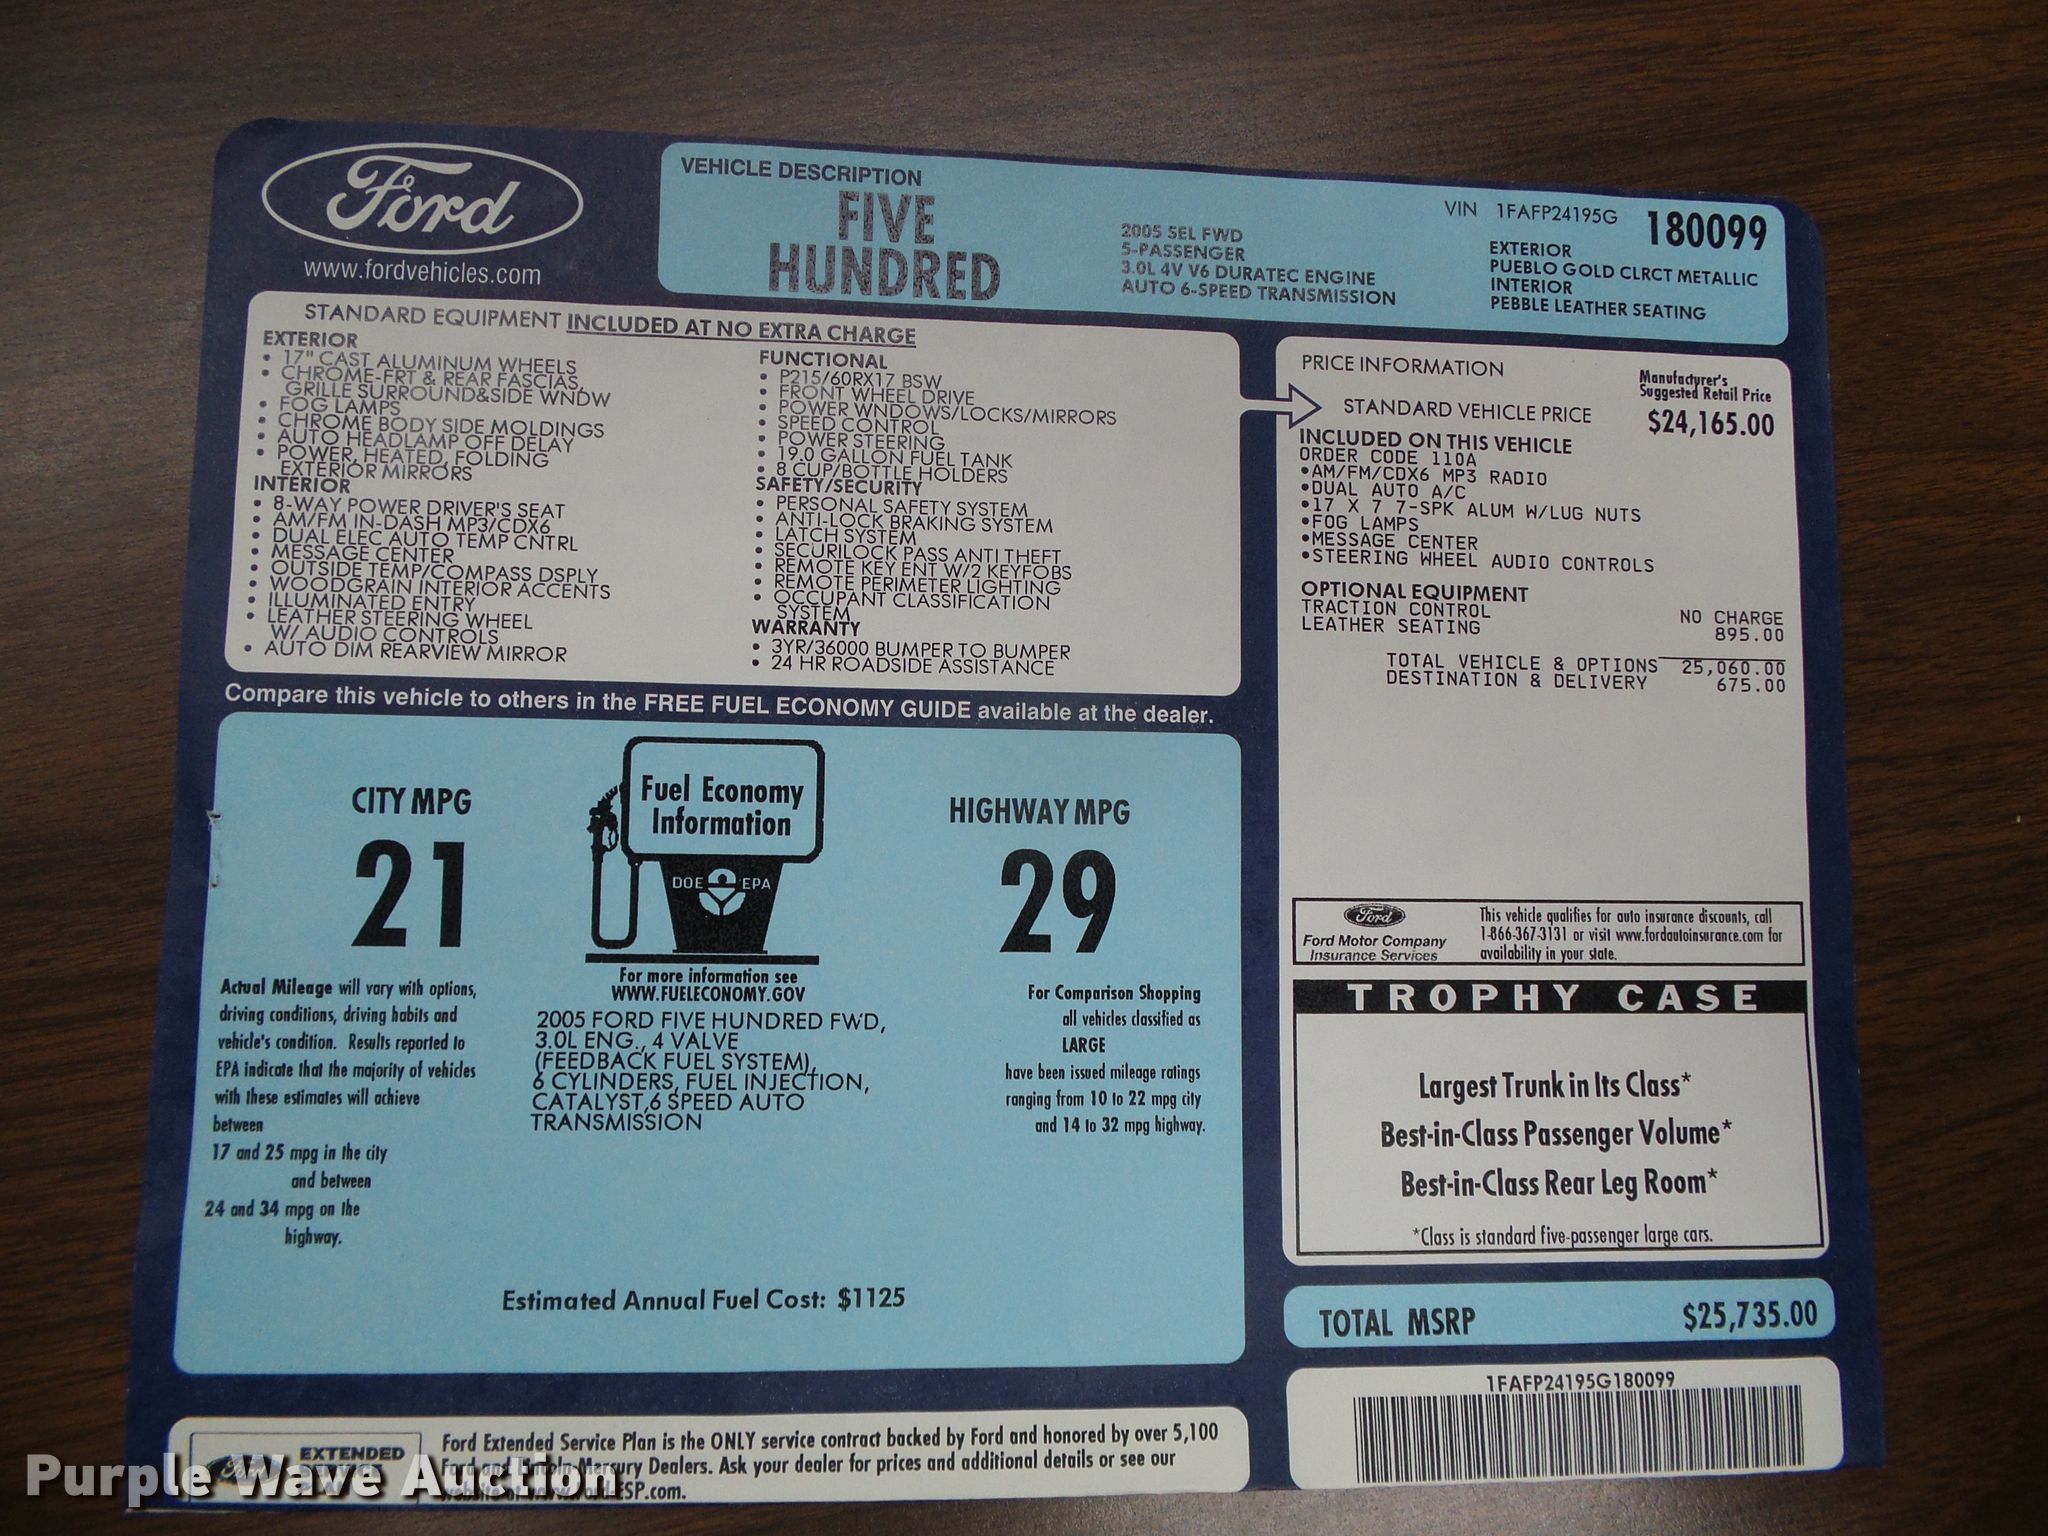 Ford
www.fordvehicles.com
VEHICLE DESCRIPTION
FIVE
HUNDRED
2005 SEL FWD
5-PASSENGER
3.0L 4V V6 DURATEC ENGINE
AUTO 6-SPEED TRANSMISSION
VIN 1FAFP24195G 180099
EXTERIOR
PUEBLO GOLD CLRCT METALLIC
INTERIOR
PEBBLE LEATHER SEATING
STANDARD EQUIPMENT INCLUDED AT NO EXTRA CHARGE
EXTERIOR
• 17" CAST ALUMINUM WHEELS
• CHROME-FRT & REAR FASCIAS,
GRILLE SURROUND&SIDE WNDW
• FOG LAMPS
• CHROME BODY SIDE MOLDINGS
• AUTO HEADLAMP OFF DELAY
• POWER, HEATED, FOLDING
EXTERIOR MIRRORS
INTERIOR
• 8-WAY POWER DRIVER'S SEAT
• AM/FM IN-DASH MP3/CDX6
• DUAL ELEC AUTO TEMP CNTRL
• MESSAGE CENTER
• OUTSIDE TEMP/COMPASS DSPLY
• WOODGRAIN INTERIOR ACCENTS
• ILLUMINATED ENTRY
• LEATHER STEERING WHEEL
W/ AUDIO CONTROLS
• AUTO DIM REARVIEW MIRROR
FUNCTIONAL
• P215/60RX17 BSW
• FRONT WHEEL DRIVE
• POWER WNDOWS/LOCKS/MIRRORS
• SPEED CONTROL
• POWER STEERING
• 19.0 GALLON FUEL TANK
• 8 CUP/BOTTLE HOLDERS
SAFETY/SECURITY
• PERSONAL SAFETY SYSTEM
• ANTI-LOCK BRAKING SYSTEM
• LATCH SYSTEM
• SECURILOCK PASS ANTI THEFT
• REMOTE KEY ENT W/2 KEYFOBS
• REMOTE PERIMETER LIGHTING
• OCCUPANT CLASSIFICATION
SYSTEM
WARRANTY
• 3YR/36000 BUMPER TO BUMPER
• 24 HR ROADSIDE ASSISTANCE
PRICE INFORMATION
Manufacturer's
Suggested Retail Price
STANDARD VEHICLE PRICE $24,165.00
INCLUDED ON THIS VEHICLE
ORDER CODE 110A
•AM/FM/CDX6 MP3 RADIO
•DUAL AUTO A/C
•17 X 7 7-SPK ALUM W/LUG NUTS
•FOG LAMPS
•MESSAGE CENTER
•STEERING WHEEL AUDIO CONTROLS
OPTIONAL EQUIPMENT
TRACTION CONTROL NO CHARGE
LEATHER SEATING 895.00
TOTAL VEHICLE & OPTIONS 25,060.00
DESTINATION & DELIVERY 675.00
Compare this vehicle to others in the FREE FUEL ECONOMY GUIDE available at the dealer.
CITY MPG
21
Fuel Economy
Information
DOE EPA
HIGHWAY MPG
29
For more information see
WWW.FUELECONOMY.GOV
Actual Mileage will vary with options,
driving conditions, driving habits and
vehicle's condition. Results reported to
EPA indicate that the majority of vehicles
with these estimates will achieve
between
17 and 25 mpg in the city
and between
24 and 34 mpg on the
highway.
2005 FORD FIVE HUNDRED FWD,
3.0L ENG., 4 VALVE
(FEEDBACK FUEL SYSTEM),
6 CYLINDERS, FUEL INJECTION,
CATALYST,6 SPEED AUTO
TRANSMISSION
For Comparison Shopping
all vehicles classified as
LARGE
have been issued mileage ratings
ranging from 10 to 22 mpg city
and 14 to 32 mpg highway.
Estimated Annual Fuel Cost: $1125
Ford
Ford Motor Company
Insurance Services
This vehicle qualifies for auto insurance discounts, call
1-866-367-3131 or visit www.fordautoinsurance.com for
availability in your state.
TROPHY CASE
Largest Trunk in Its Class*
Best-in-Class Passenger Volume*
Best-in-Class Rear Leg Room*
*Class is standard five-passenger large cars.
TOTAL MSRP $25,735.00
1FAFP24195G180099
Ford EXTENDED
Ford Extended Service Plan is the ONLY service contract backed by Ford and honored by over 5,100
Ford and Lincoln-Mercury Dealers. Ask your dealer for prices and additional details or see our
Purple Wave Auction